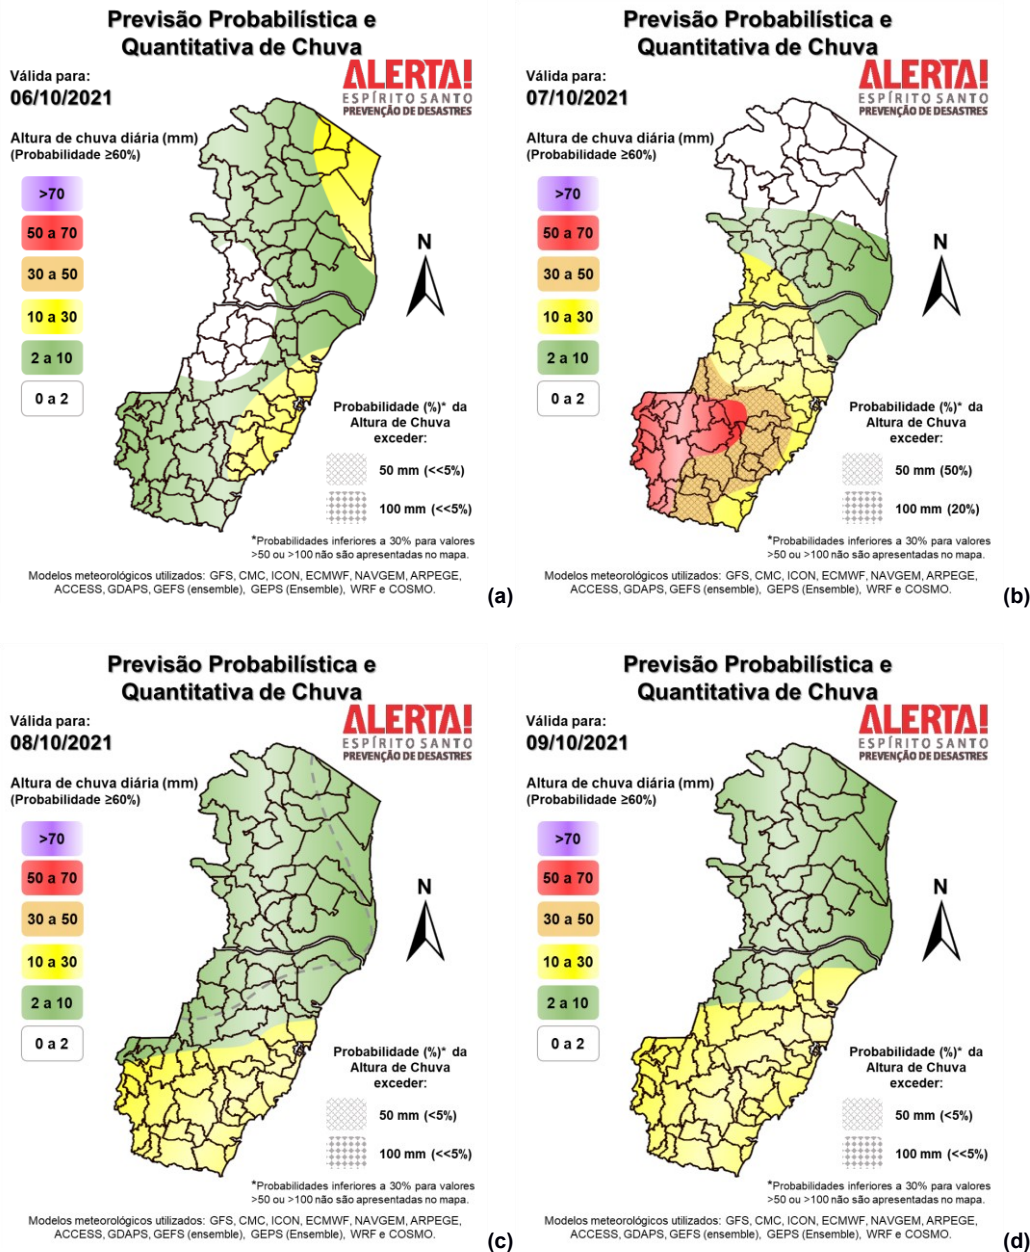 Previsão Probabilística e
Quantitativa de Chuva
Válida para:
06/10/2021
ALERTA!
ESPÍRITO SANTO
PREVENÇÃO DE DESASTRES
Altura de chuva diária (mm)
(Probabilidade ≥60%)
>70
50 a 70
30 a 50
10 a 30
2 a 10
0 a 2
N
Probabilidade (%)* da
Altura de Chuva
exceder:
50 mm (<<5%)
100 mm (<<5%)
*Probabilidades inferiores a 30% para valores
>50 ou >100 não são apresentadas no mapa.
Modelos meteorológicos utilizados: GFS, CMC, ICON, ECMWF, NAVGEM, ARPEGE,
ACCESS, GDAPS, GEFS (ensemble), GEPS (Ensemble), WRF e COSMO.
(a)
Previsão Probabilística e
Quantitativa de Chuva
Válida para:
07/10/2021
ALERTA!
ESPÍRITO SANTO
PREVENÇÃO DE DESASTRES
Altura de chuva diária (mm)
(Probabilidade ≥60%)
>70
50 a 70
30 a 50
10 a 30
2 a 10
0 a 2
N
Probabilidade (%)* da
Altura de Chuva
exceder:
50 mm (50%)
100 mm (20%)
*Probabilidades inferiores a 30% para valores
>50 ou >100 não são apresentadas no mapa.
Modelos meteorológicos utilizados: GFS, CMC, ICON, ECMWF, NAVGEM, ARPEGE,
ACCESS, GDAPS, GEFS (ensemble), GEPS (Ensemble), WRF e COSMO.
(b)
Previsão Probabilística e
Quantitativa de Chuva
Válida para:
08/10/2021
ALERTA!
ESPÍRITO SANTO
PREVENÇÃO DE DESASTRES
Altura de chuva diária (mm)
(Probabilidade ≥60%)
>70
50 a 70
30 a 50
10 a 30
2 a 10
0 a 2
N
Probabilidade (%)* da
Altura de Chuva
exceder:
50 mm (<5%)
100 mm (<<5%)
*Probabilidades inferiores a 30% para valores
>50 ou >100 não são apresentadas no mapa.
Modelos meteorológicos utilizados: GFS, CMC, ICON, ECMWF, NAVGEM, ARPEGE,
ACCESS, GDAPS, GEFS (ensemble), GEPS (Ensemble), WRF e COSMO.
(c)
Previsão Probabilística e
Quantitativa de Chuva
Válida para:
09/10/2021
ALERTA!
ESPÍRITO SANTO
PREVENÇÃO DE DESASTRES
Altura de chuva diária (mm)
(Probabilidade ≥60%)
>70
50 a 70
30 a 50
10 a 30
2 a 10
0 a 2
N
Probabilidade (%)* da
Altura de Chuva
exceder:
50 mm (<5%)
100 mm (<<5%)
*Probabilidades inferiores a 30% para valores
>50 ou >100 não são apresentadas no mapa.
Modelos meteorológicos utilizados: GFS, CMC, ICON, ECMWF, NAVGEM, ARPEGE,
ACCESS, GDAPS, GEFS (ensemble), GEPS (Ensemble), WRF e COSMO.
(d)